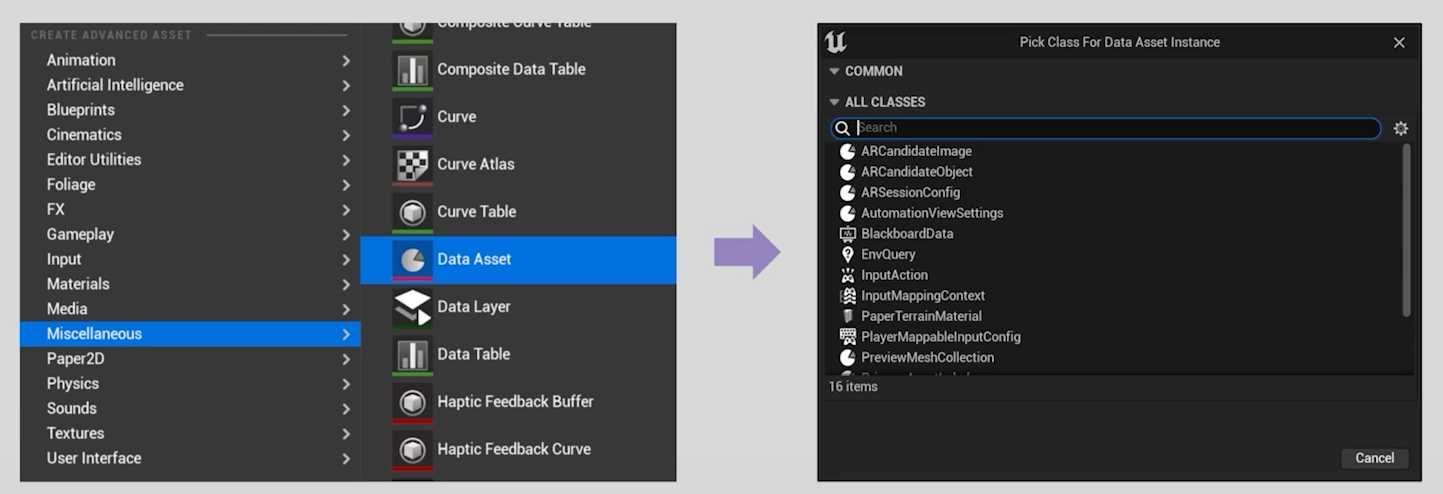 CREATE ADVANCED ASSET
Animation
Artificial Intelligence
Blueprints
Cinematics
Editor Utilities
Foliage
FX
Gameplay
Input
Materials
Media
Miscellaneous
Paper2D
Physics
Sounds
Textures
User Interface
Composite Curve Table
Composite Data Table
Curve
Curve Atlas
Curve Table
Data Asset
Data Layer
Data Table
Haptic Feedback Buffer
Haptic Feedback Curve
Pick Class For Data Asset Instance
COMMON
ALL CLASSES
Search
ARCandidateImage
ARCandidateObject
ARSessionConfig
AutomationViewSettings
BlackboardData
EnvQuery
InputAction
InputMappingContext
PaperTerrainMaterial
PlayerMappableInputConfig
PreviewMeshCollection
16 items
Cancel